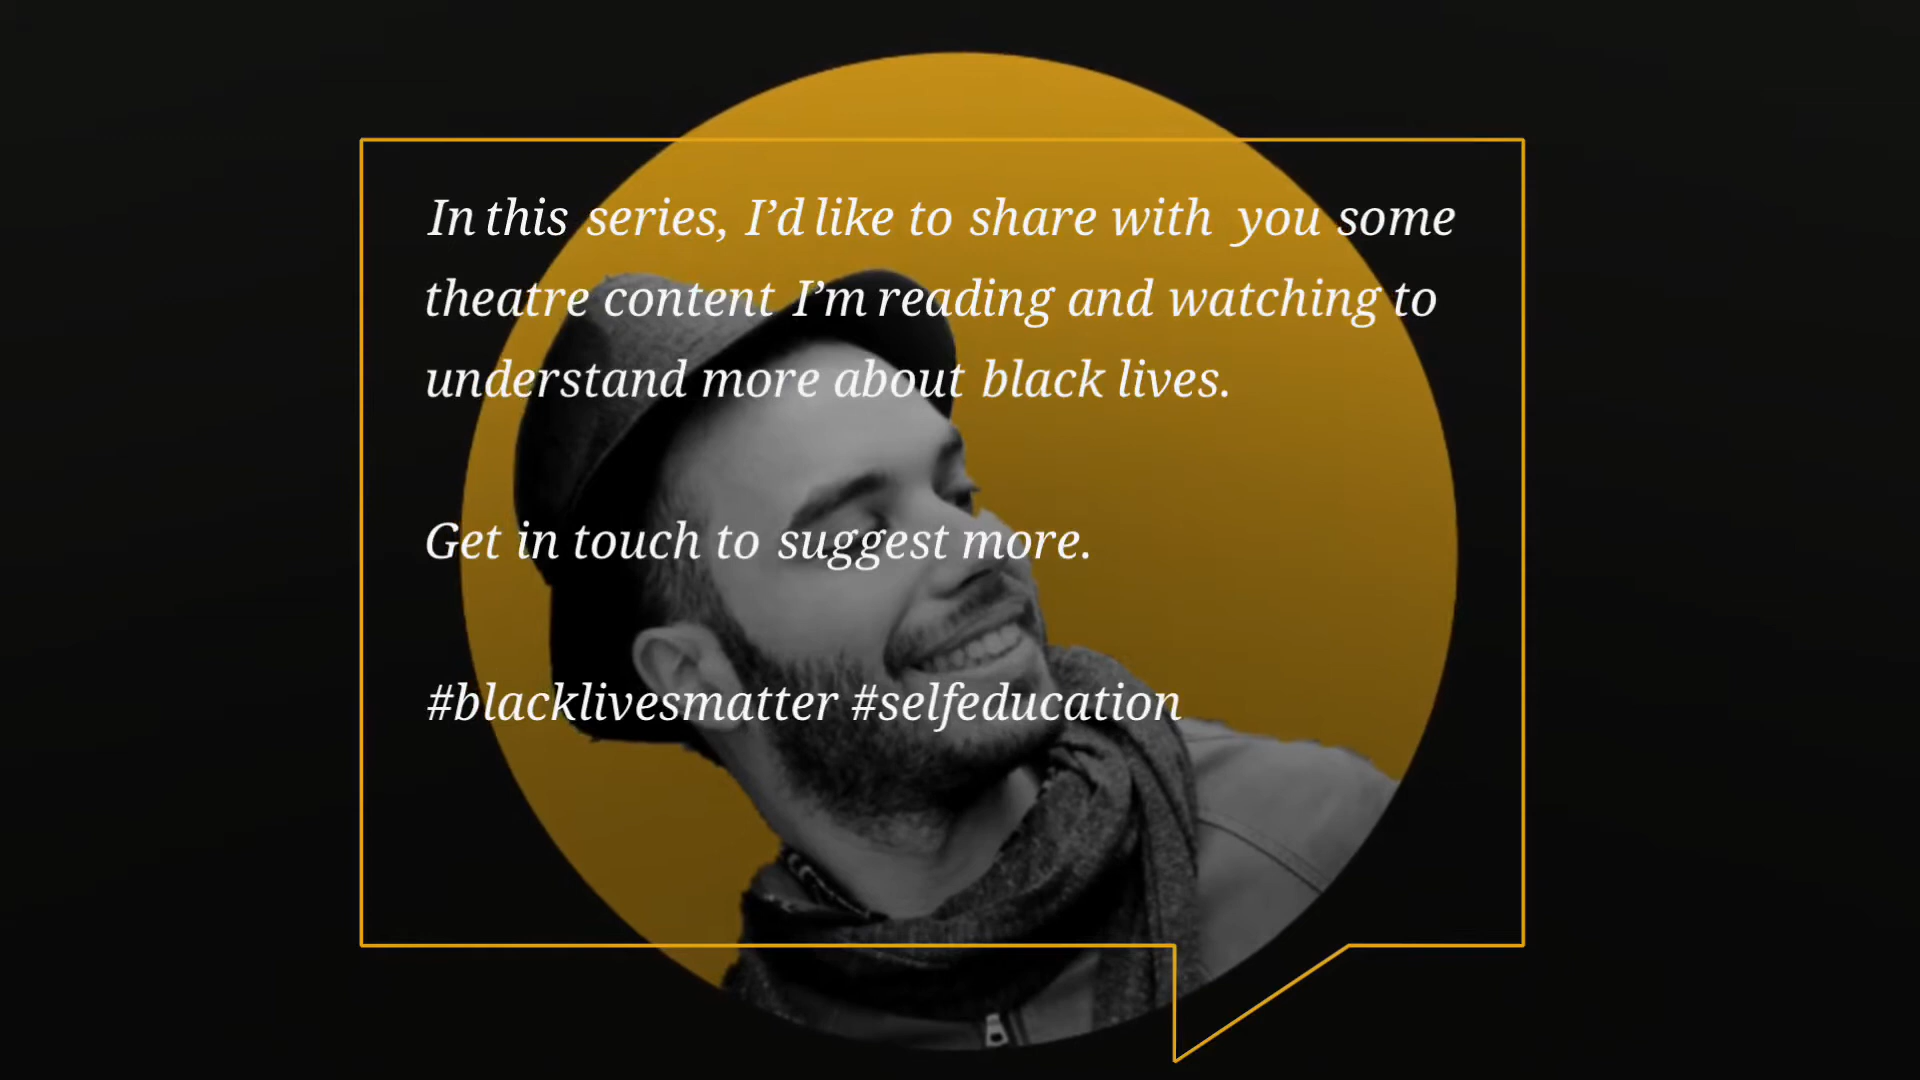 In this series, I’d like to share with you some
theatre content I’m reading and watching to
understand more about black lives.
Get in touch to suggest more.
#blacklivesmatter #selfeducation